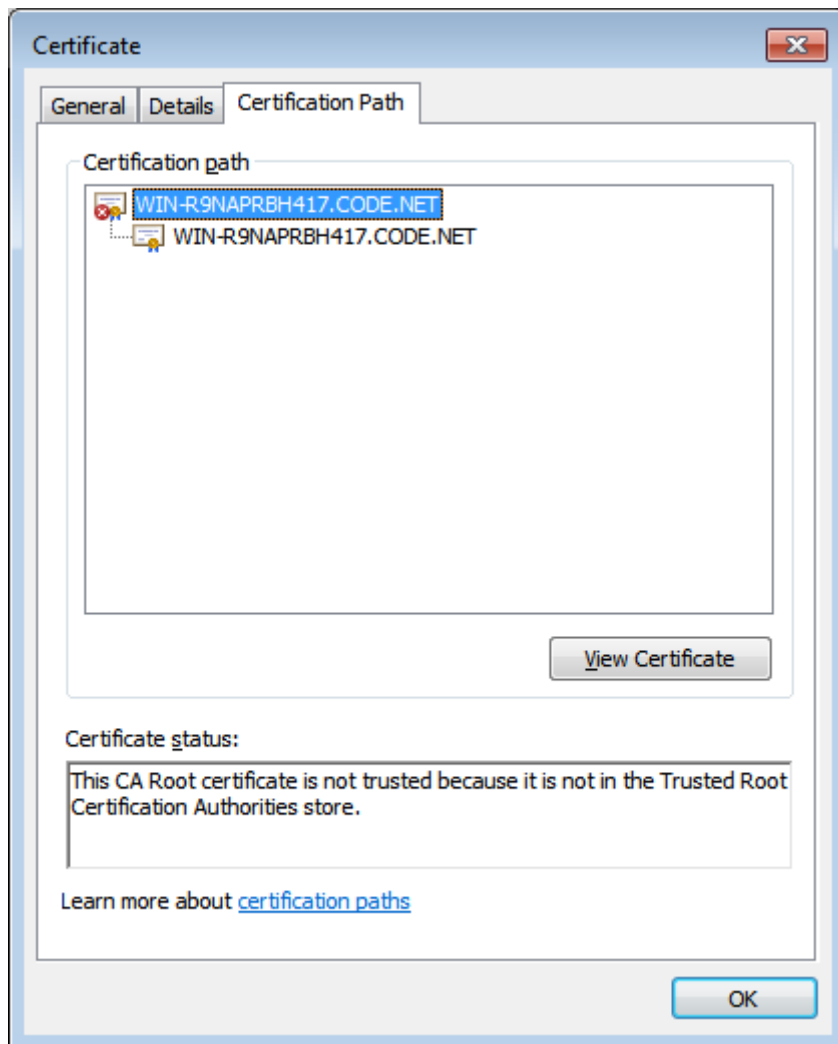 Certificate
General Details Certification Path
Certification path
WIN-R9NAPRBH417.CODE.NET
WIN-R9NAPRBH417.CODE.NET
View Certificate
Certificate status:
This CA Root certificate is not trusted because it is not in the Trusted Root
Certification Authorities store.
Learn more about certification paths
OK